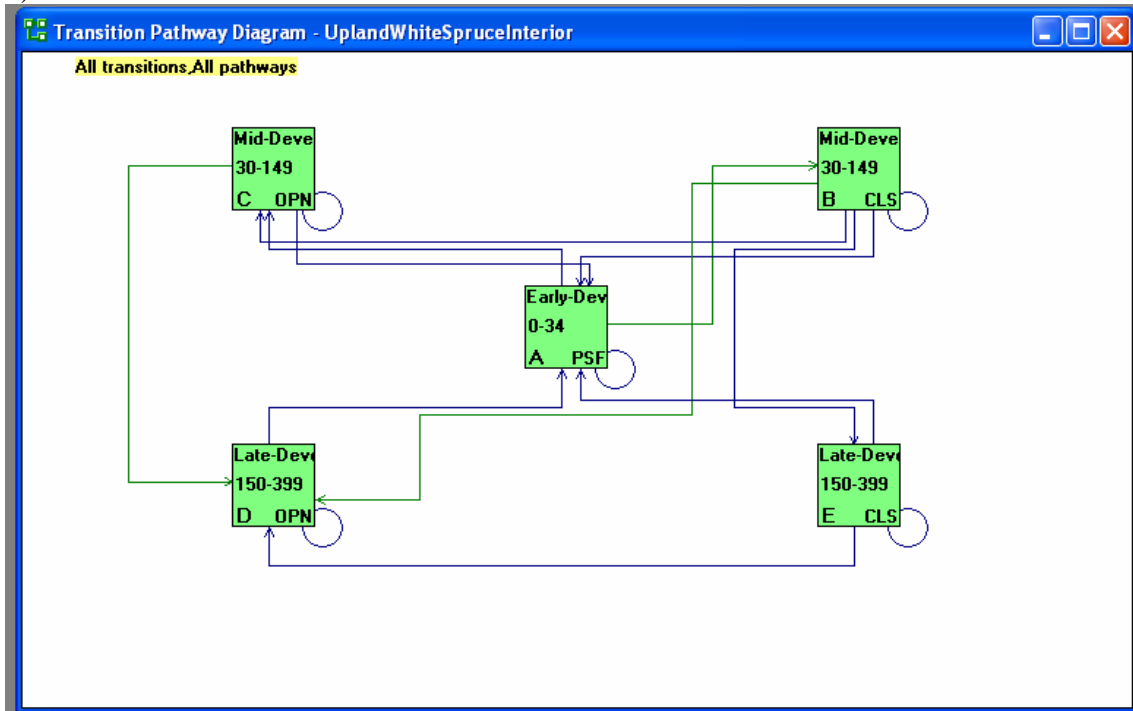 Transition Pathway Diagram - UplandWhiteSpruceInterior
All transitions,All pathways
Mid-Deve
30-149
C OPN
Mid-Deve
30-149
B CLS
Early-Dev
0-34
A PSF
Late-Deve
150-399
D OPN
Late-Deve
150-399
E CLS